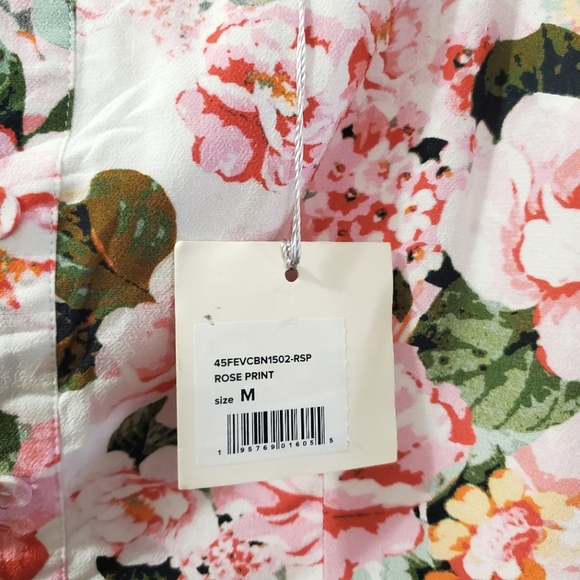 45FEVCBN1502-RSP
ROSE PRINT
size M
1 95769 01605 5